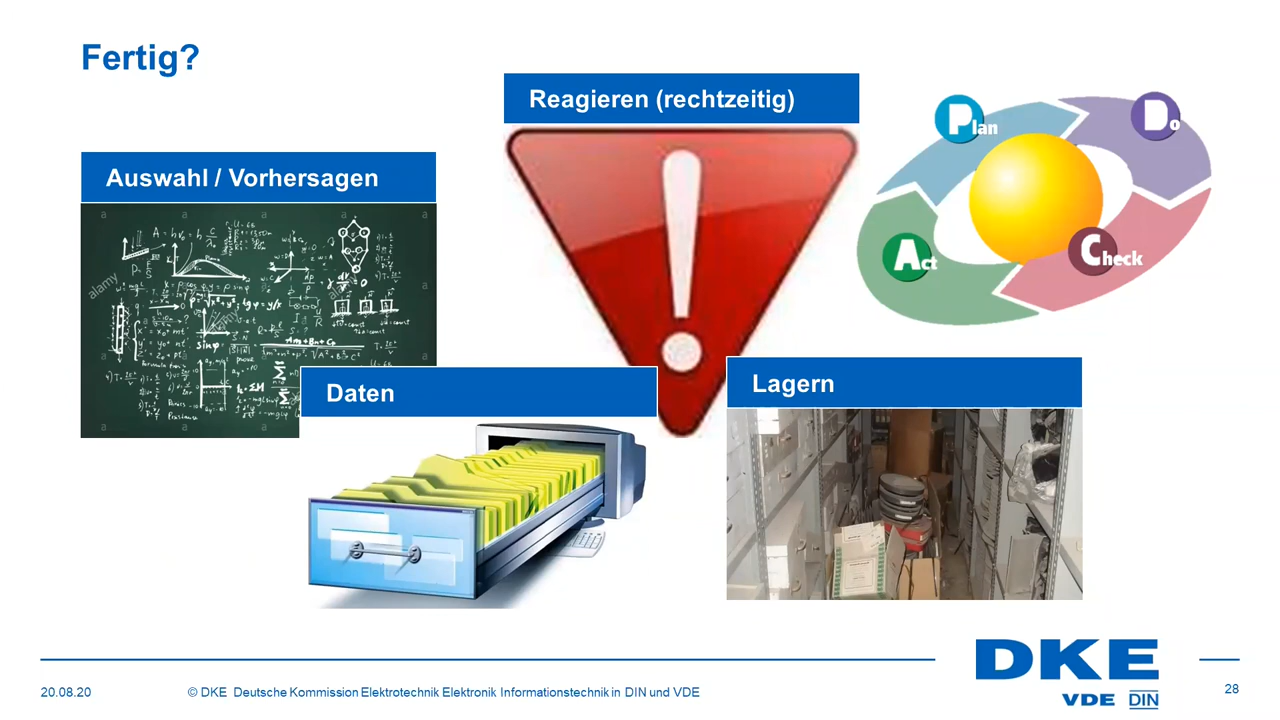 Fertig?
Reagieren (rechtzeitig)
Plan
Do
Check
Act
Auswahl / Vorhersagen
alamy
Daten
Lagern
20.08.20
© DKE Deutsche Kommission Elektrotechnik Elektronik Informationstechnik in DIN und VDE
DKE
VDE DIN
28